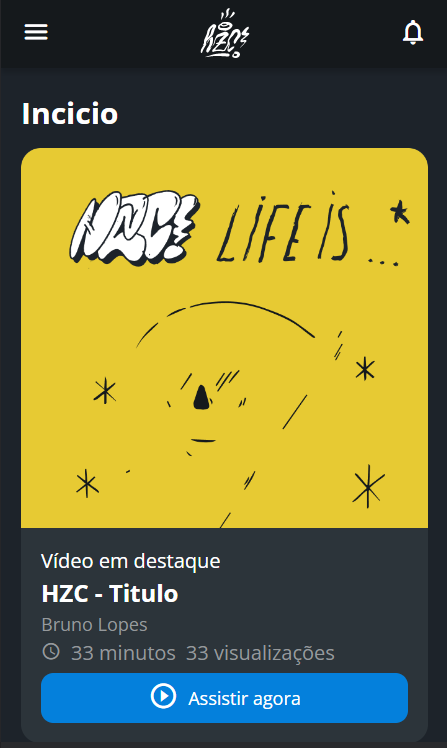 HZC!
Incicio
HZC! LIFE iS ...
Vídeo em destaque
HZC - Titulo
Bruno Lopes
33 minutos 33 visualizações
Assistir agora